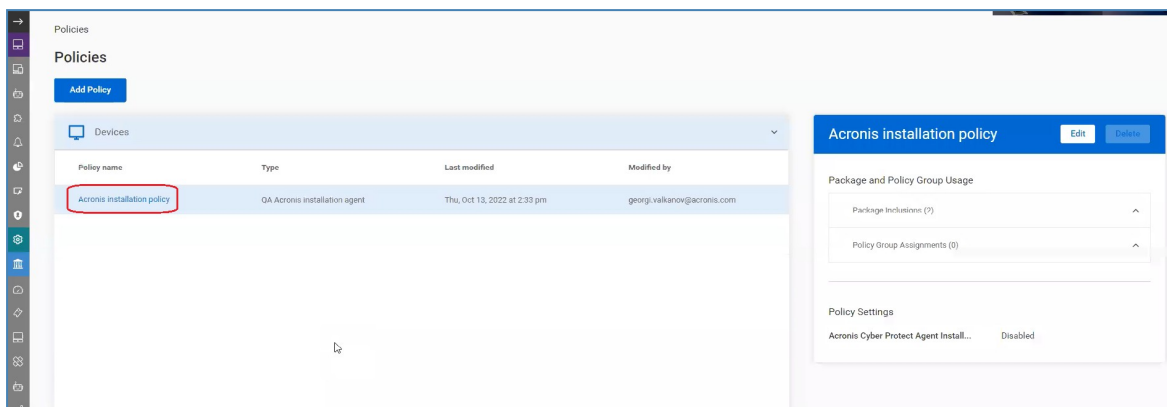 Policies
Policies
Add Policy
Devices
Policy name Type Last modified Modified by
Acronis installation policy QA Acronis installation agent Thu, Oct 13, 2022 at 2:33 pm georgi.valkanov@acronis.com
Acronis installation policy Edit Delete
Package and Policy Group Usage
Package Inclusions (2)
Policy Group Assignments (0)
Policy Settings
Acronis Cyber Protect Agent Install... Disabled